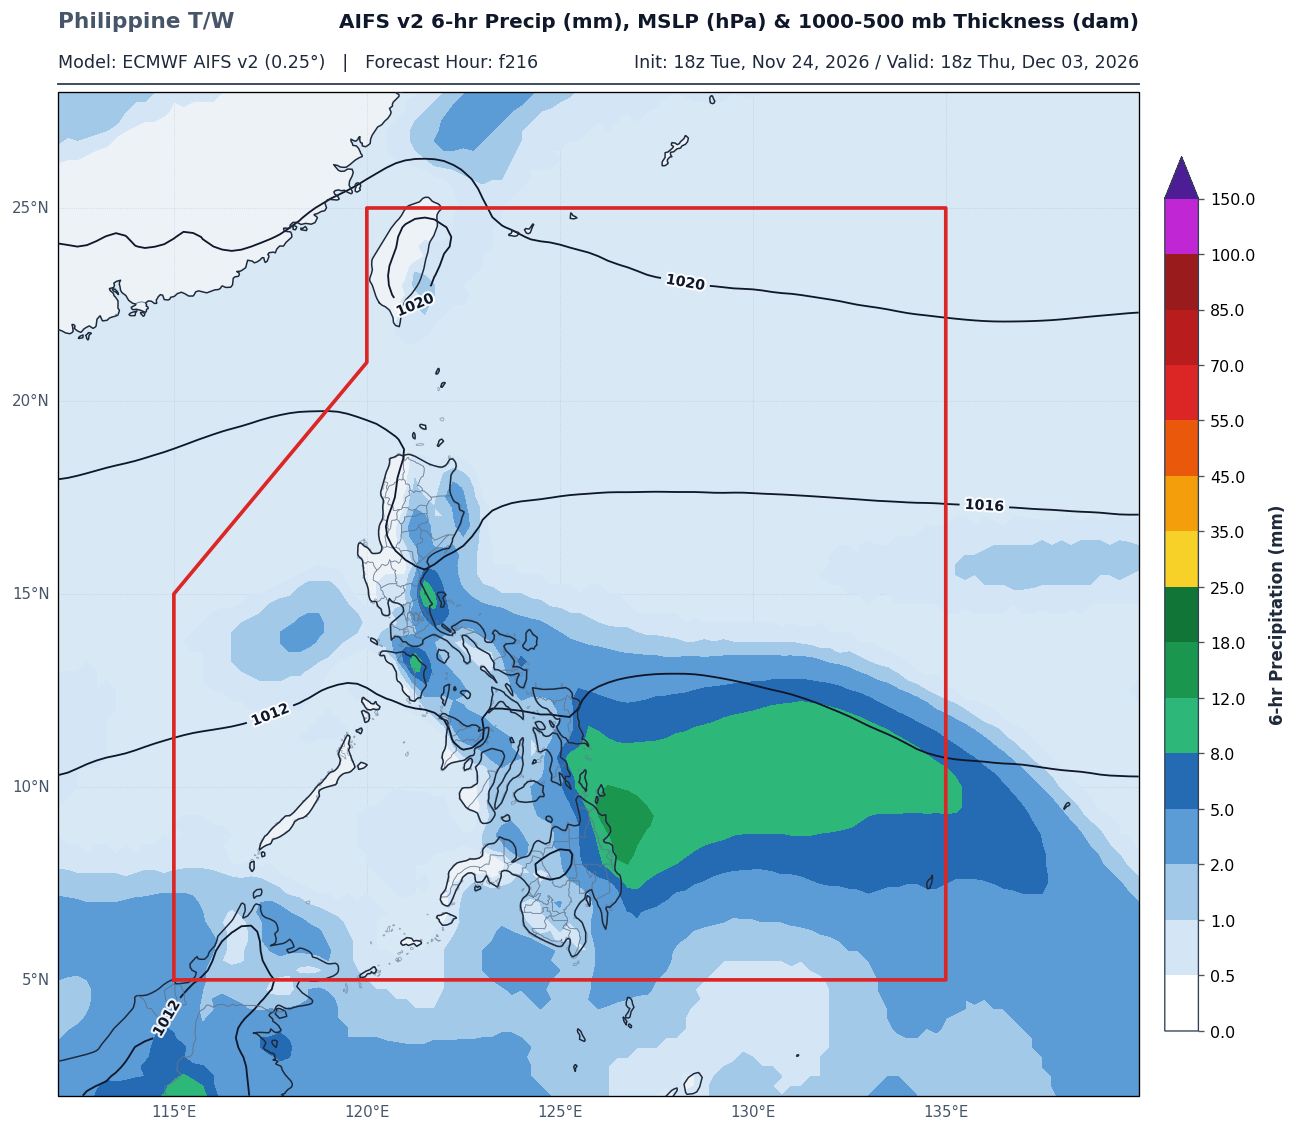 Philippine T/W
AIFS v2 6-hr Precip (mm), MSLP (hPa) & 1000-500 mb Thickness (dam)
Model: ECMWF AIFS v2 (0.25°) | Forecast Hour: f216
Init: 18z Tue, Nov 24, 2026 / Valid: 18z Thu, Dec 03, 2026
25°N
20°N
15°N
10°N
5°N
115°E
120°E
125°E
130°E
135°E
1020
1020
1016
1012
1012
150.0
100.0
85.0
70.0
55.0
45.0
35.0
25.0
18.0
12.0
8.0
5.0
2.0
1.0
0.5
0.0
6-hr Precipitation (mm)